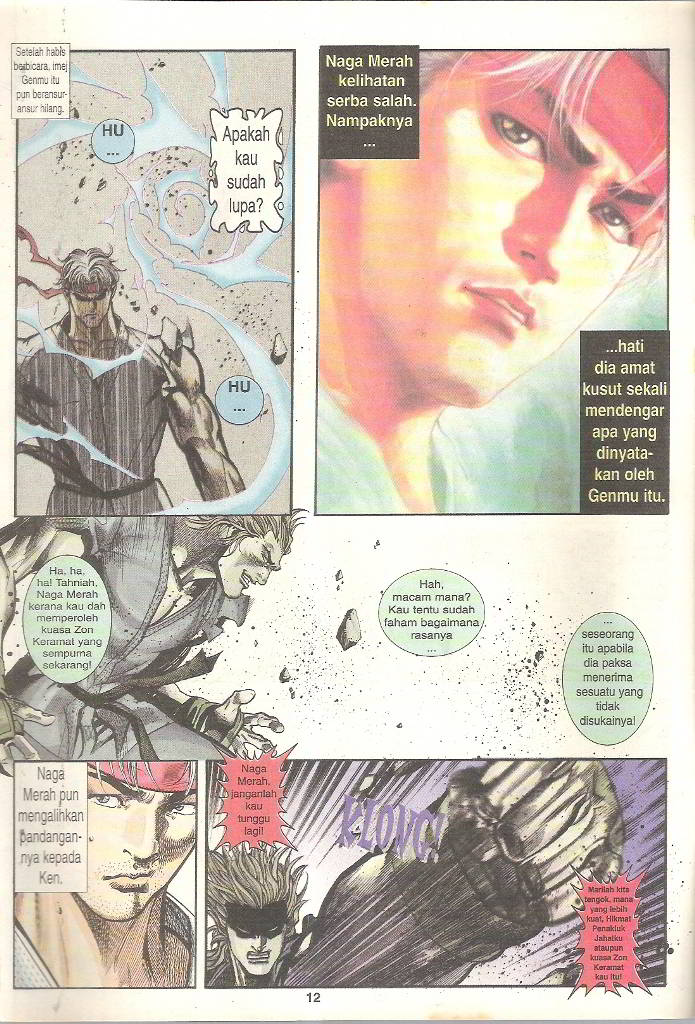 Setelah habis
berbicara, imej
Genmu itu
pun beransur-
ansur hilang.
HU
...
Apakah
kau
sudah
lupa?
HU
...
Naga Merah
kelihatan
serba salah.
Nampaknya
...
...hati
dia amat
kusut sekali
mendengar
apa yang
dinyata-
kan oleh
Genmu itu.
Ha, ha,
ha! Tahniah,
Naga Merah
kerana kau dah
memperoleh
kuasa Zon
Keramat yang
sempurna
sekarang!
Hah,
macam mana?
Kau tentu sudah
faham bagaimana
rasanya
...
...
seseorang
itu apabila
dia paksa
menerima
sesuatu yang
tidak
disukainya!
Naga
Merah pun
mengalihkan
pandangan-
nya kepada
Ken.
Naga
Merah,
janganlah
kau
tunggu
lagi!
KLOVG!
Marilah kita
tengok, mana
yang lebih
kuat, Hikmat
Penakluk
Jahatku
ataupun
kuasa Zon
Keramat
kau itu!
12